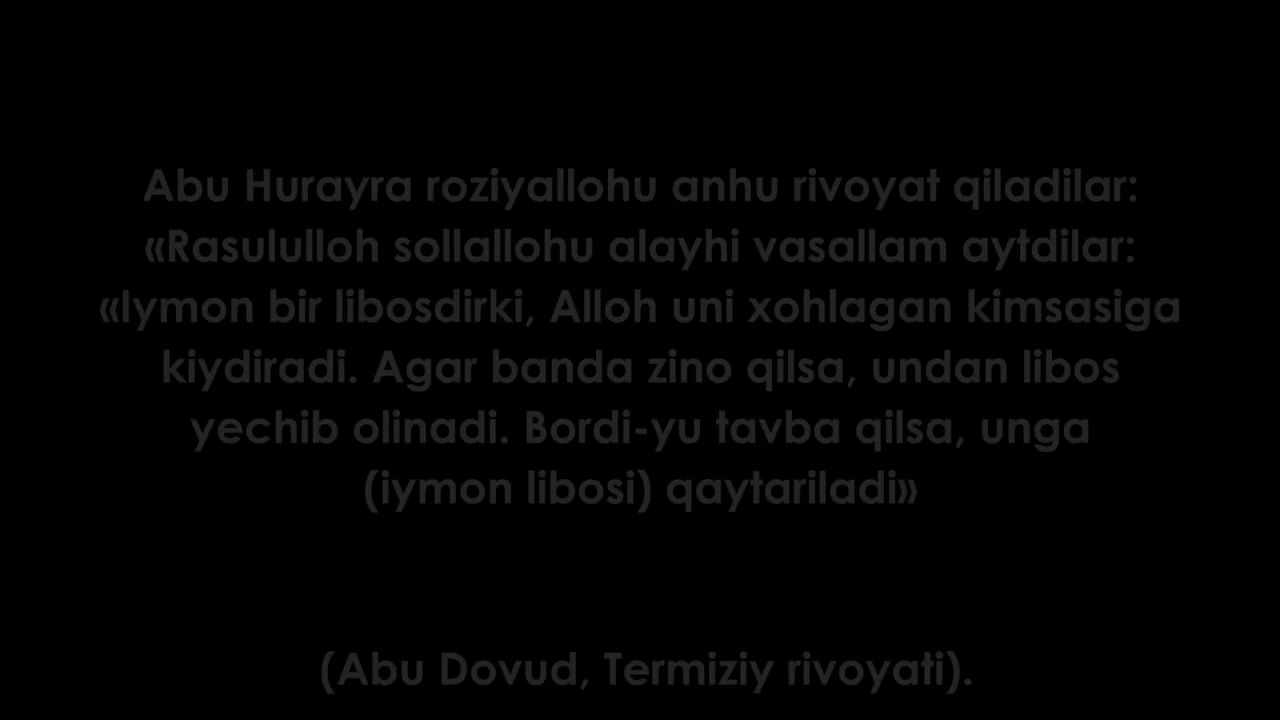 Abu Hurayra roziyallohu anhu rivoyat qiladilar:
«Rasululloh sollallohu alayhi vasallam aytdilar:
«Iymon bir libosdirki, Alloh uni xohlagan kimsasiga
kiydiradi. Agar banda zino qilsa, undan libos
yechib olinadi. Bordi-yu tavba qilsa, unga
(iymon libosi) qaytariladi»
(Abu Dovud, Termiziy rivoyati).